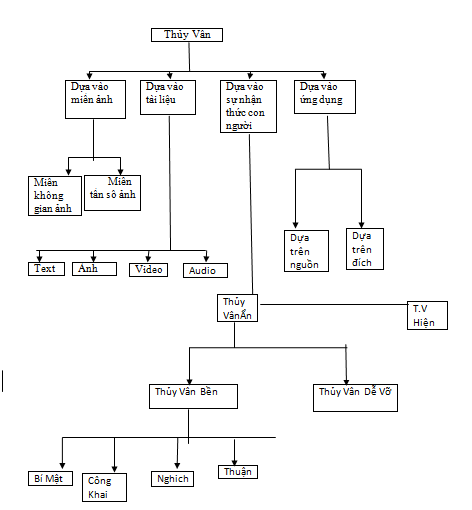 Thủy Vân
Dựa vào
miền ảnh
Dựa vào
tài liệu
Dựa vào
sự nhận
thức con
người
Dựa vào
ứng dụng
Miền
không
gian ảnh
Miền
tần số ảnh
Dựa
trên
nguồn
Dựa
trên
đích
Text
Ảnh
Video
Audio
Thủy
VânẨn
T.V
Hiện
Thủy Vân Bền
Thủy Vân Dễ Vỡ
Bí Mật
Công
Khai
Nghich
Thuận